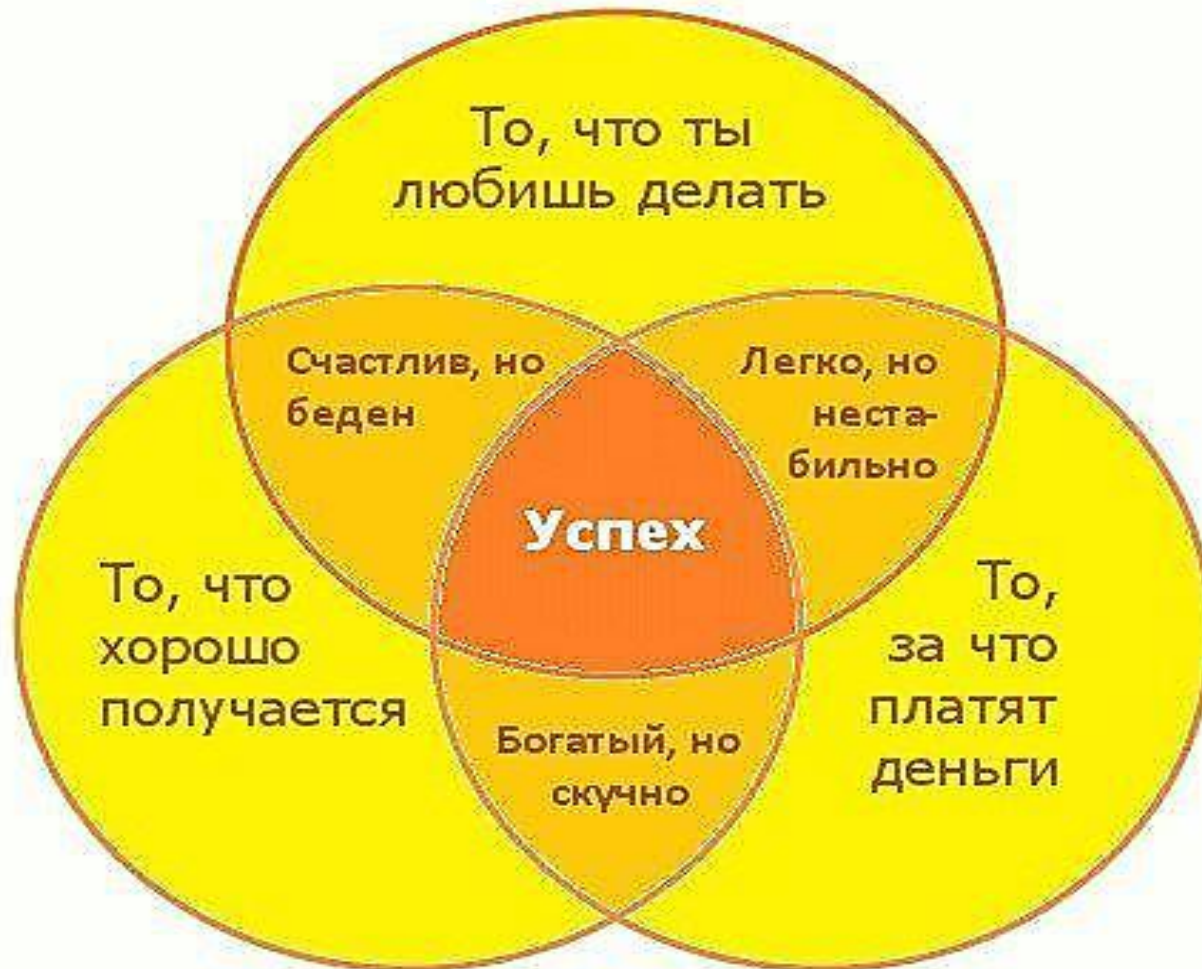 То, что ты
любишь делать
Счастлив, но
беден
Легко, но
неста-
бильно
Успех
То, что
хорошо
получается
То,
за что
платят
деньги
Богатый, но
скучно